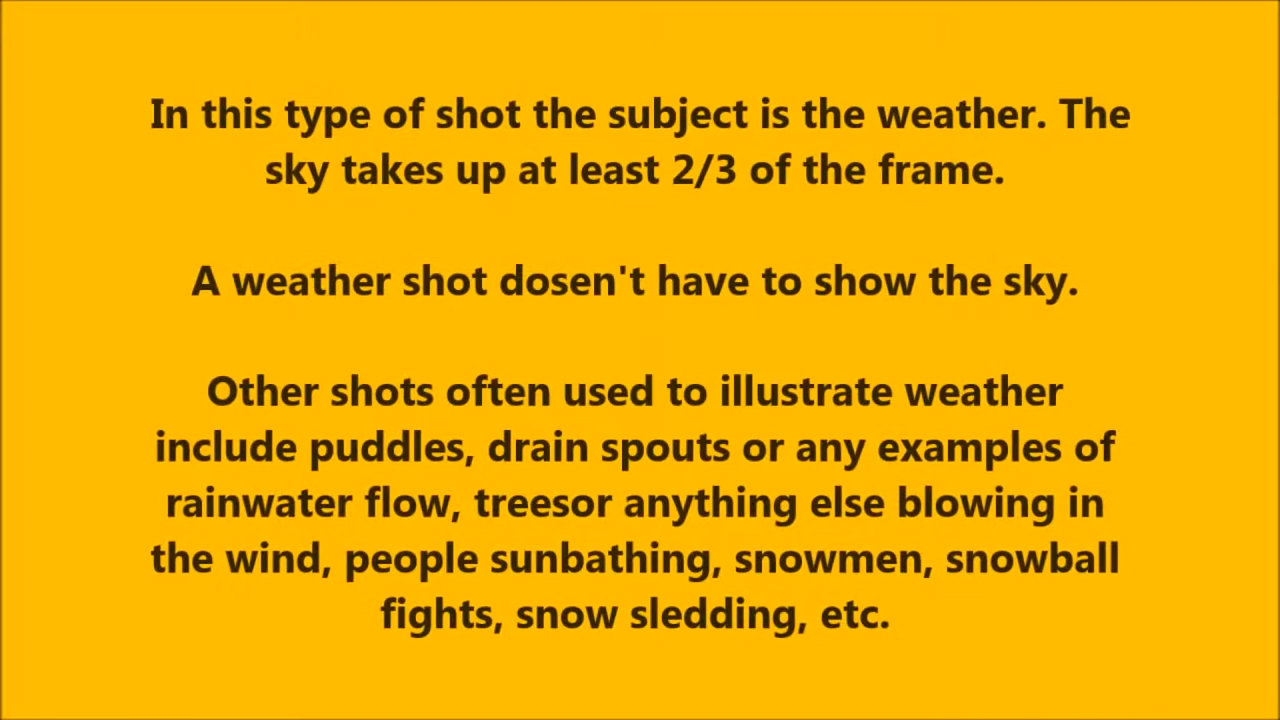 In this type of shot the subject is the weather. The
sky takes up at least 2/3 of the frame.
A weather shot dosen't have to show the sky.
Other shots often used to illustrate weather
include puddles, drain spouts or any examples of
rainwater flow, treesor anything else blowing in
the wind, people sunbathing, snowmen, snowball
fights, snow sledding, etc.